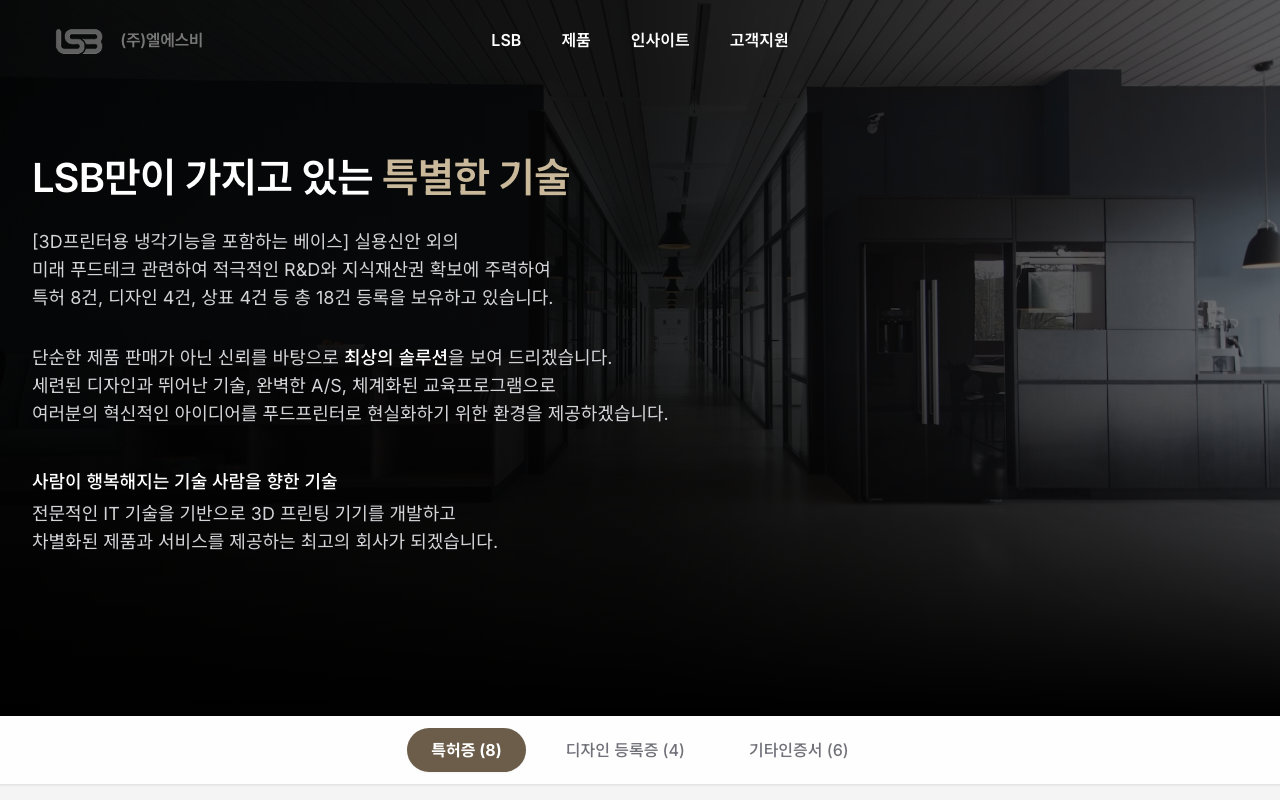 LSB (주)엘에스비 LSB 제품 인사이트 고객지원
LSB만이 가지고 있는 특별한 기술
[3D프린터용 냉각기능을 포함하는 베이스] 실용신안 외의
미래 푸드테크 관련하여 적극적인 R&D와 지식재산권 확보에 주력하여
특허 8건, 디자인 4건, 상표 4건 등 총 18건 등록을 보유하고 있습니다.
단순한 제품 판매가 아닌 신뢰를 바탕으로 최상의 솔루션을 보여 드리겠습니다.
세련된 디자인과 뛰어난 기술, 완벽한 A/S, 체계화된 교육프로그램으로
여러분의 혁신적인 아이디어를 푸드프린터로 현실화하기 위한 환경을 제공하겠습니다.
사람이 행복해지는 기술 사람을 향한 기술
전문적인 IT 기술을 기반으로 3D 프린팅 기기를 개발하고
차별화된 제품과 서비스를 제공하는 최고의 회사가 되겠습니다.
특허증 (8) 디자인 등록증 (4) 기타인증서 (6)